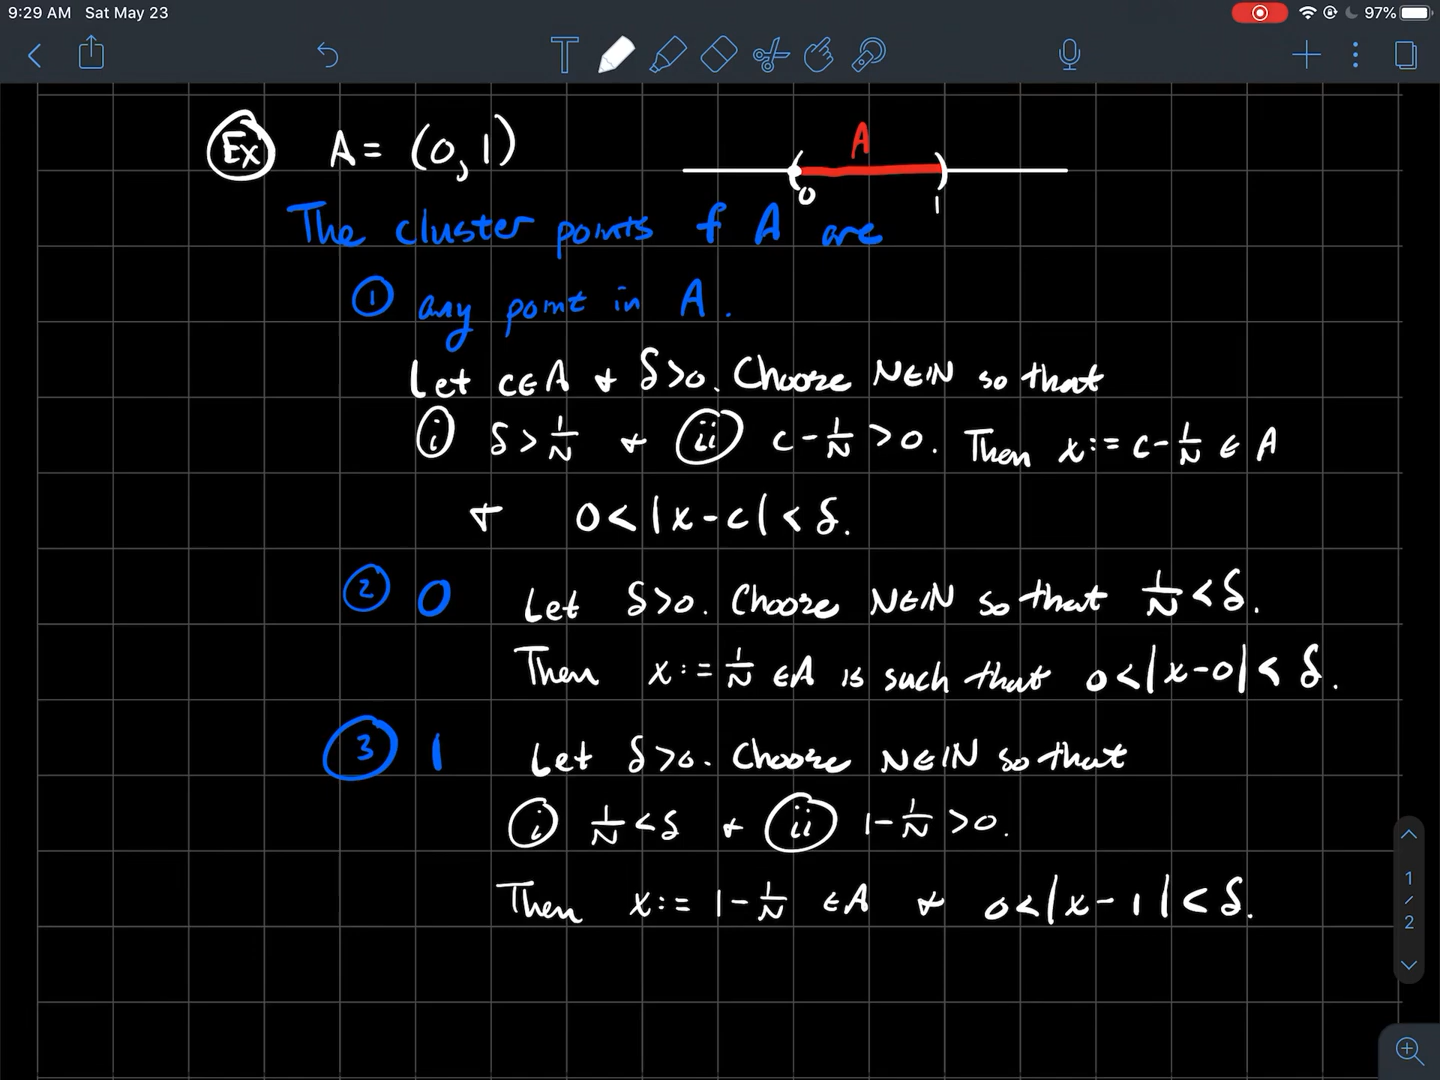 9:29 AM Sat May 23
97%
Ex A = (0, 1)
A
0 1
The cluster points f A are
① any point in A.
Let c∈A & δ>0. Choose N∈ℕ so that
ⓘ δ > 1/N & ⓘⓘ c - 1/N > 0. Then x := c - 1/N ∈ A
& 0 < |x - c| < δ.
② 0 Let δ>0. Choose N∈ℕ so that 1/N < δ.
Then x := 1/N ∈A is such that 0 < |x-0| < δ.
③ 1 Let δ>0. Choose N∈ℕ so that
ⓘ 1/N < δ & ⓘⓘ 1 - 1/N > 0.
Then x := 1 - 1/N ∈A & 0 < |x - 1| < δ.
1
/
2